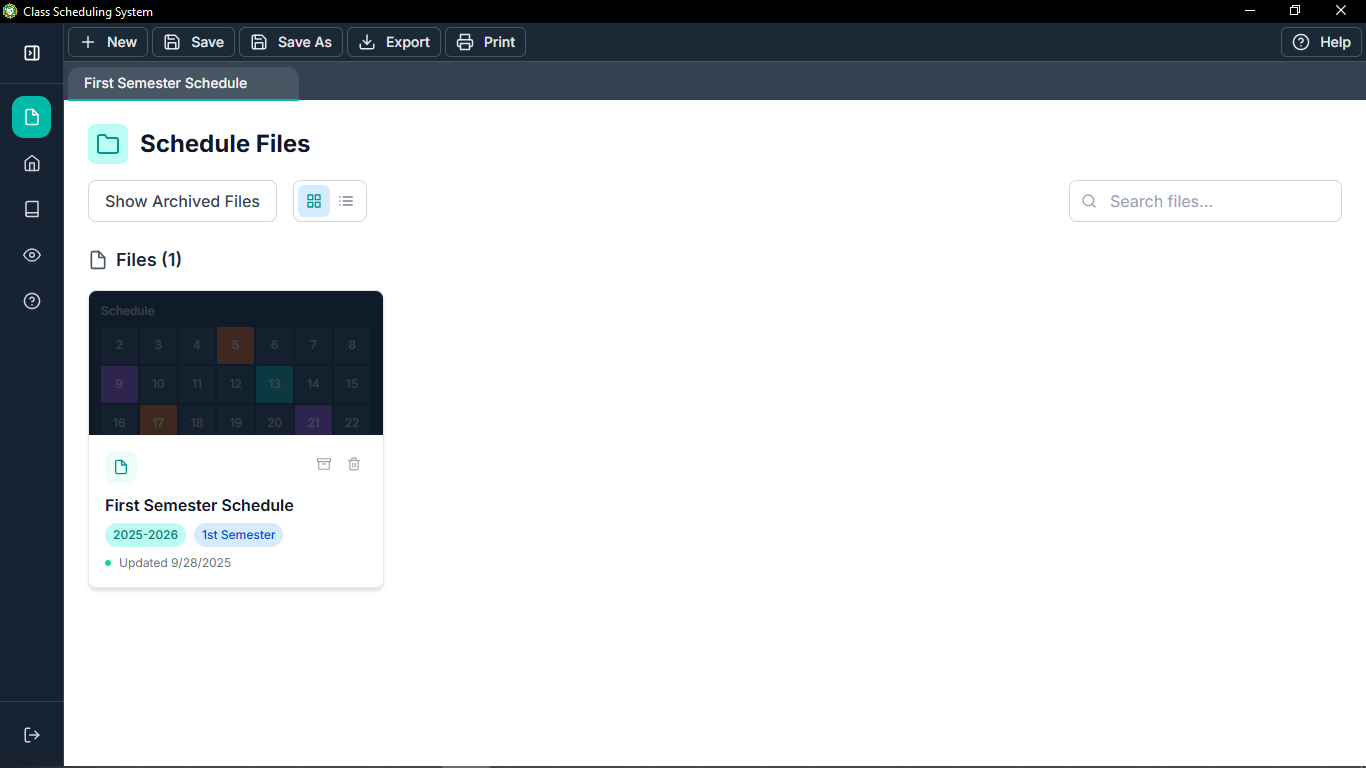 Class Scheduling System
New Save Save As Export Print Help
First Semester Schedule
Schedule Files
Show Archived Files
Search files...
Files (1)
Schedule
2 3 4 5 6 7 8
9 10 11 12 13 14 15
16 17 18 19 20 21 22
First Semester Schedule
2025-2026 1st Semester
Updated 9/28/2025